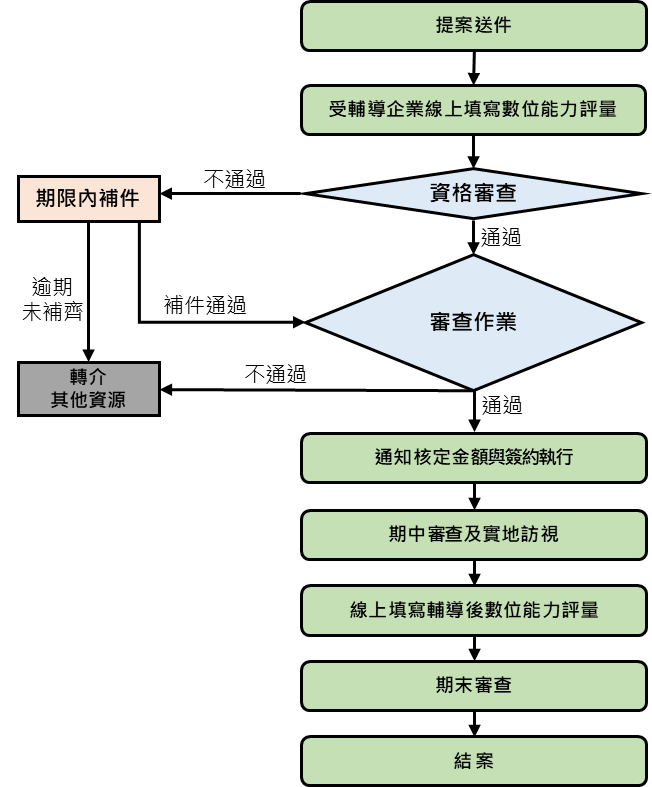 提案送件
受輔導企業線上填寫數位能力評量
不通過
資格審查
期限內補件
通過
逾期
未補齊
補件通過
審查作業
不通過
轉介
其他資源
通過
通知核定金額與簽約執行
期中審查及實地訪視
線上填寫輔導後數位能力評量
期末審查
結案